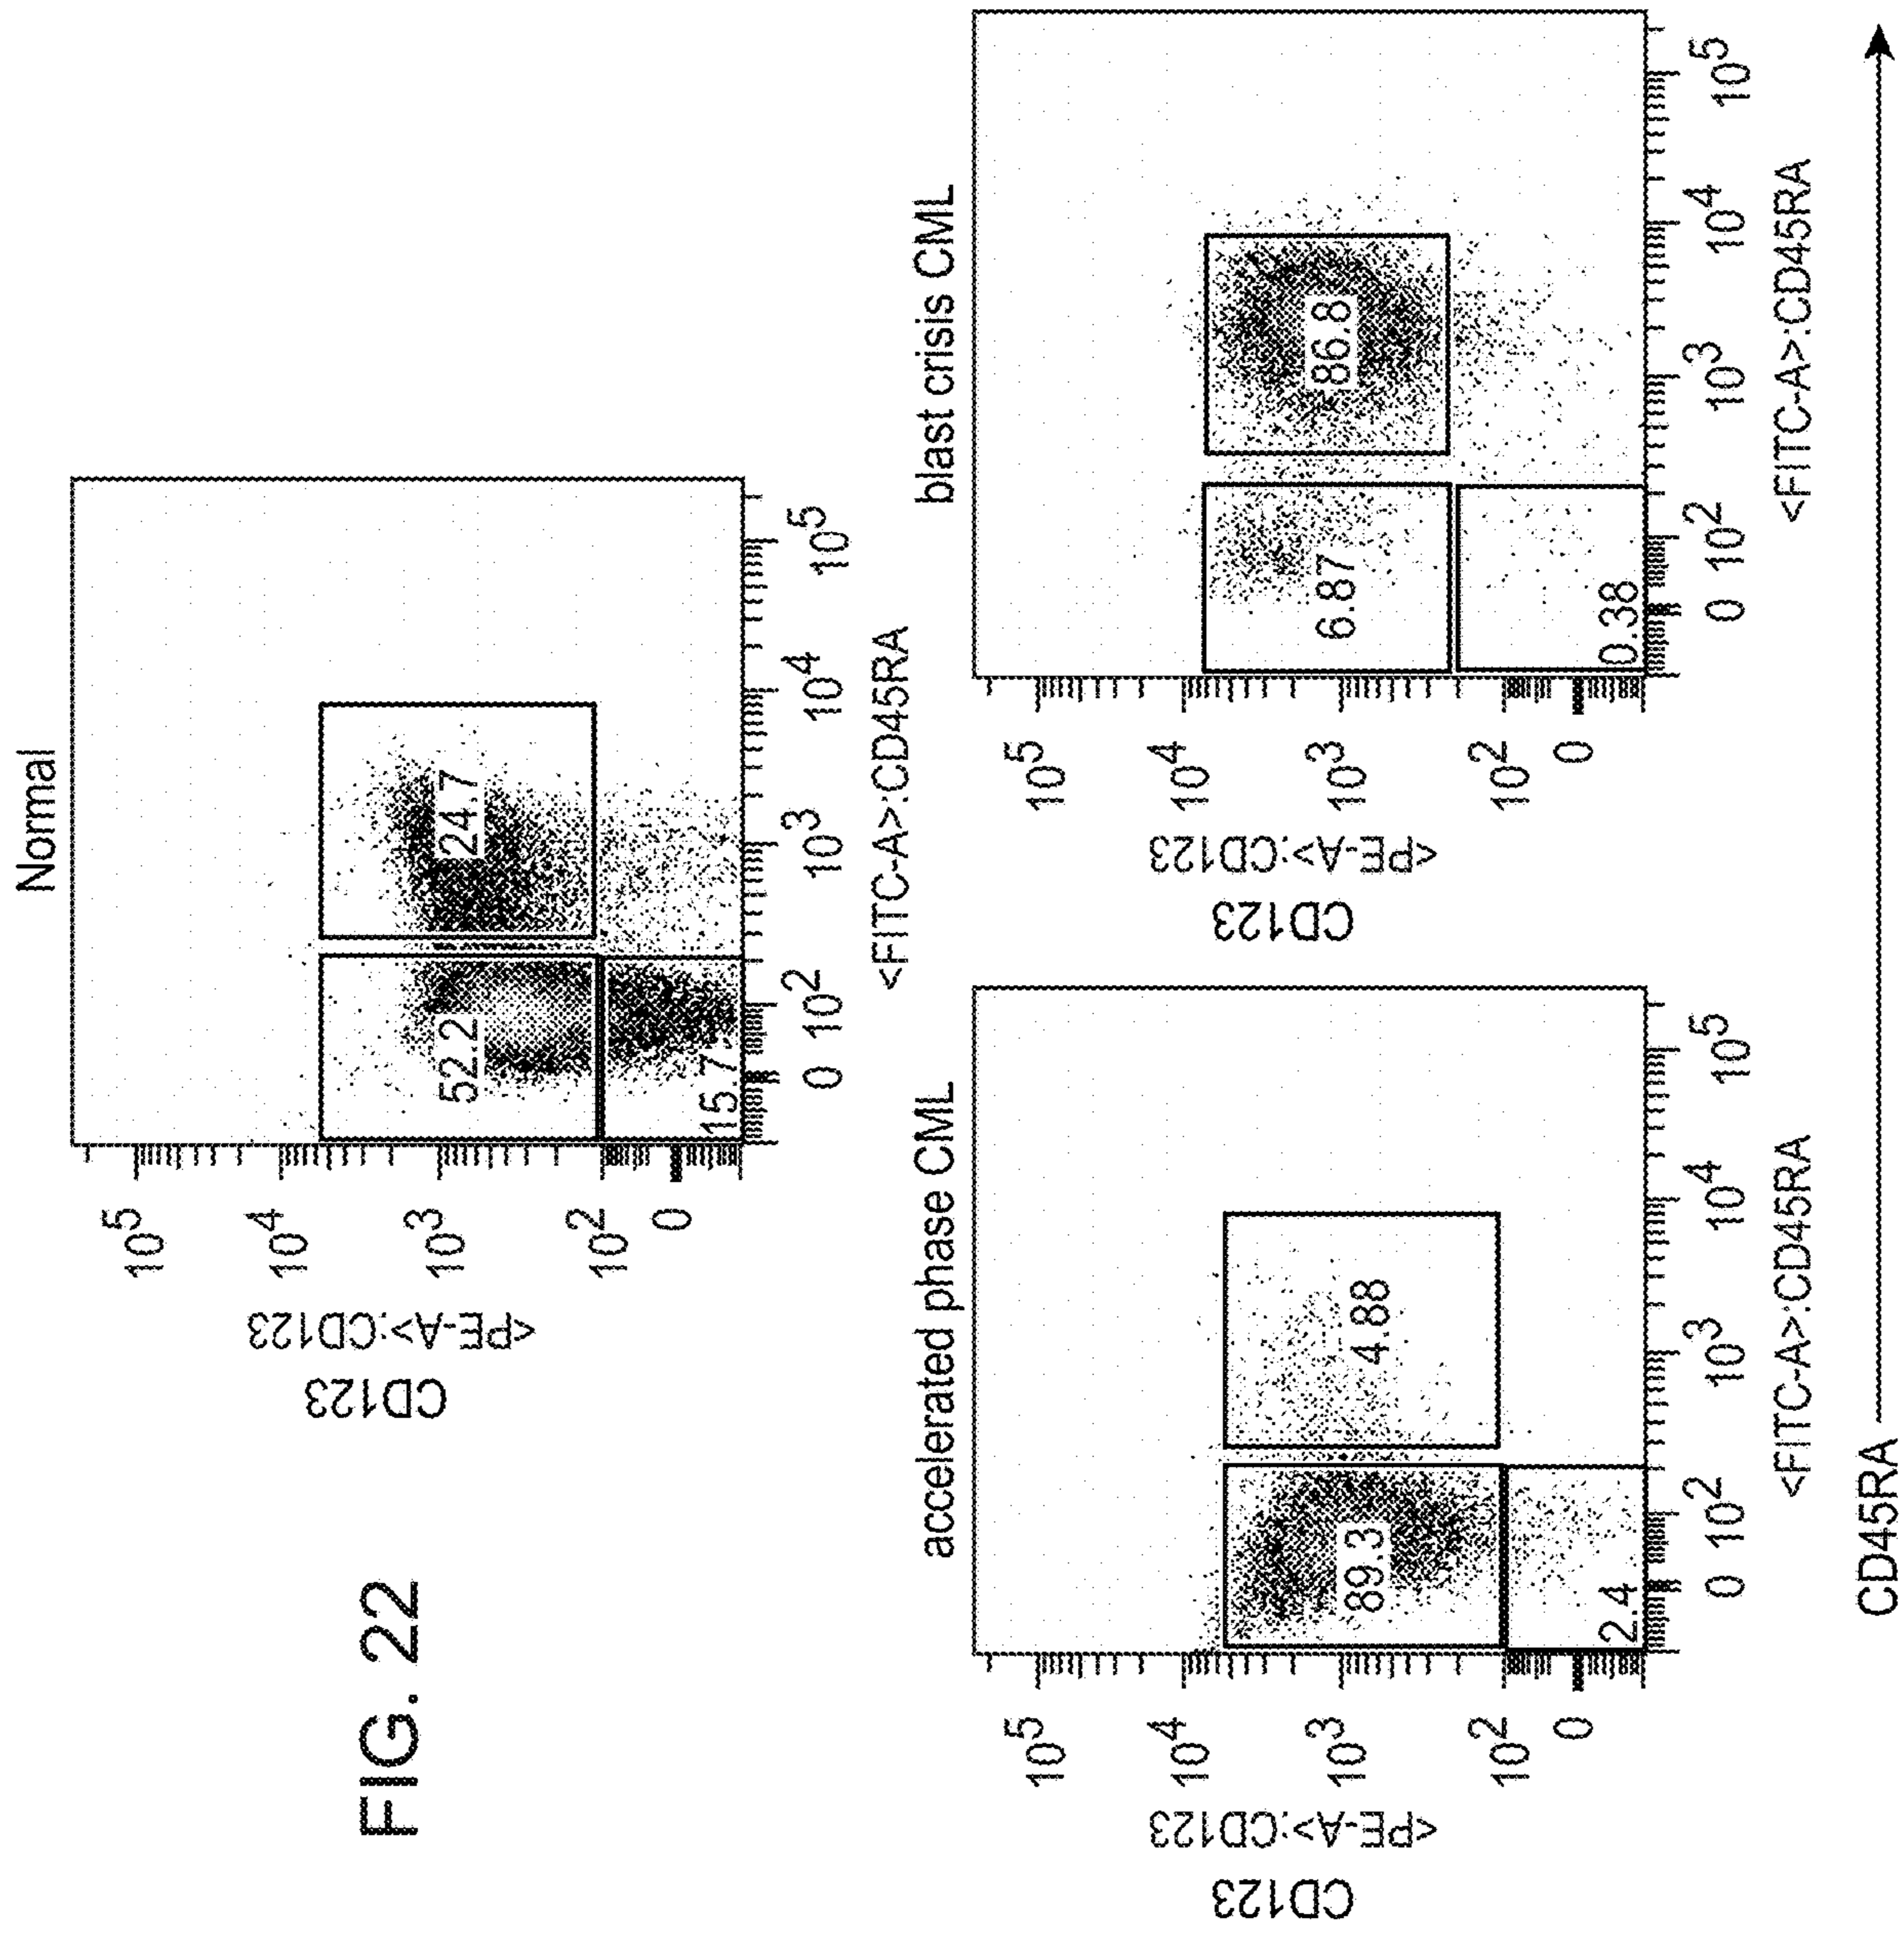 FIG. 22
Normal
CD123
<PE-A>:CD123
10^5
10^4
10^3
10^2
0
52.2
24.7
15.7
0 10^2 10^3 10^4 10^5
<FITC-A>:CD45RA
accelerated phase CML
CD123
<PE-A>:CD123
10^5
10^4
10^3
10^2
0
89.3
4.88
2.4
0 10^2 10^3 10^4 10^5
<FITC-A>:CD45RA
blast crisis CML
CD123
<PE-A>:CD123
10^5
10^4
10^3
10^2
0
6.87
86.8
0.38
0 10^2 10^3 10^4 10^5
<FITC-A>:CD45RA
CD45RA